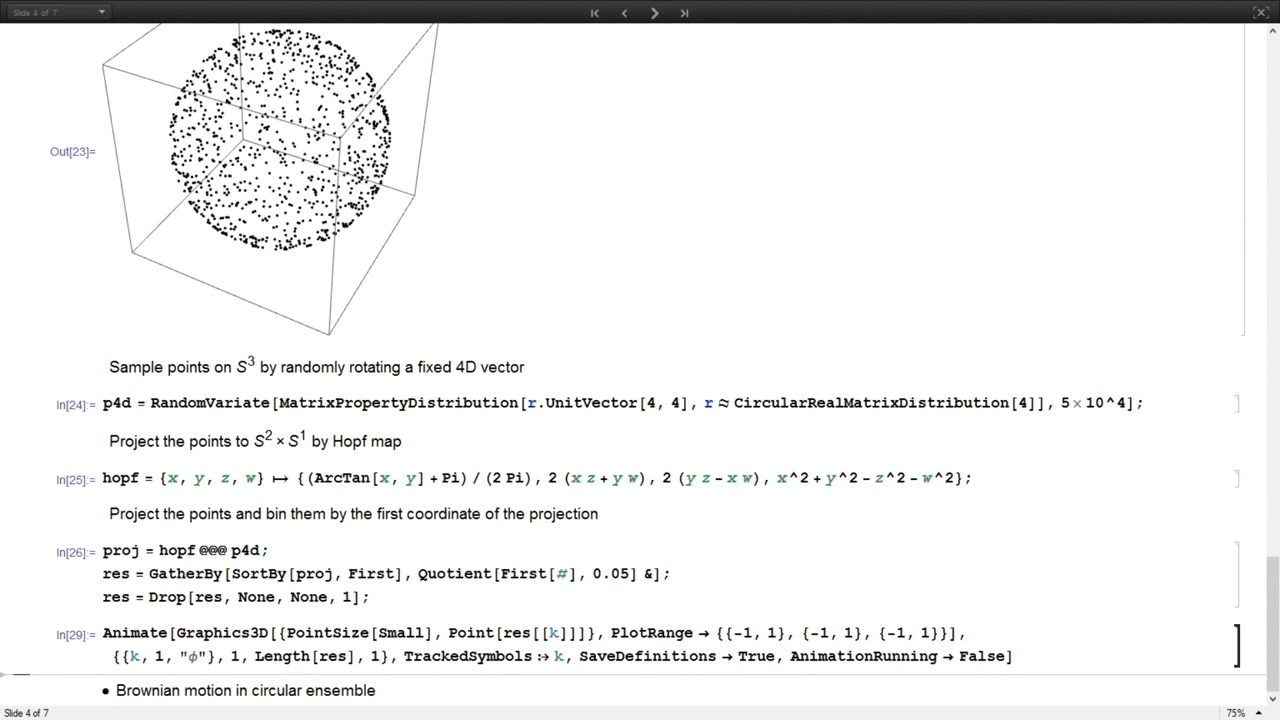 Slide 4 of 7
Out[23]=
Sample points on S^3 by randomly rotating a fixed 4D vector
In[24]:= p4d = RandomVariate[MatrixPropertyDistribution[r.UnitVector[4, 4], r ≈ CircularRealMatrixDistribution[4]], 5×10^4];
Project the points to S^2 × S^1 by Hopf map
In[25]:= hopf = {x, y, z, w} ↦ {(ArcTan[x, y] + Pi) / (2 Pi), 2 (x z + y w), 2 (y z - x w), x^2 + y^2 - z^2 - w^2};
Project the points and bin them by the first coordinate of the projection
In[26]:= proj = hopf @@@ p4d;
res = GatherBy[SortBy[proj, First], Quotient[First[#], 0.05] &];
res = Drop[res, None, None, 1];
In[29]:= Animate[Graphics3D[{PointSize[Small], Point[res[[k]]]}, PlotRange → {{-1, 1}, {-1, 1}, {-1, 1}}],
{{k, 1, "ϕ"}, 1, Length[res], 1}, TrackedSymbols :→ k, SaveDefinitions → True, AnimationRunning → False]
• Brownian motion in circular ensemble
Slide 4 of 7
75%